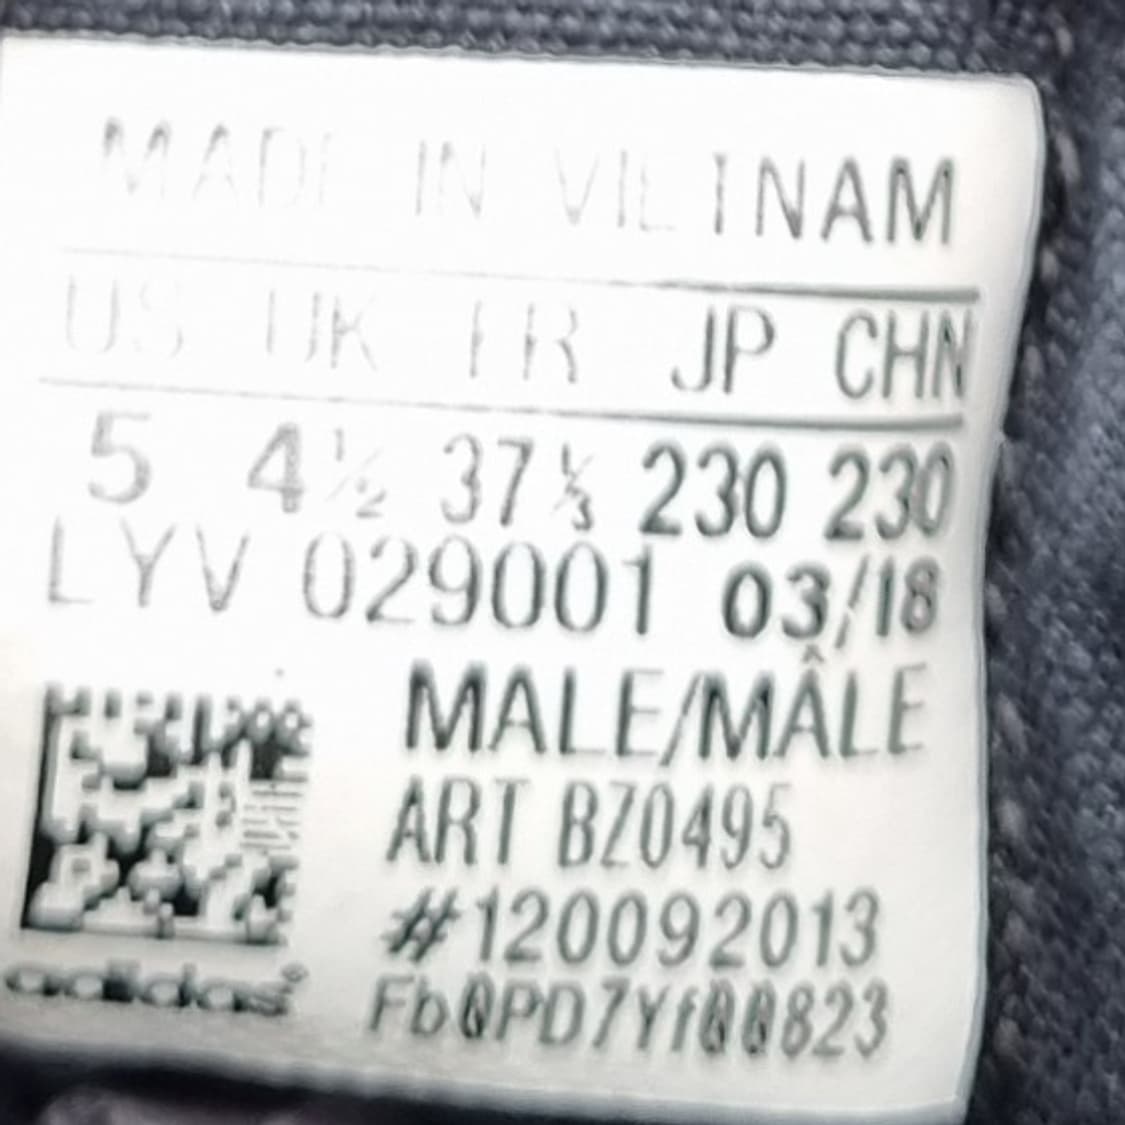 MADE IN VIETNAM
US UK FR JP CHN
5 4½ 37⅓ 230 230
LYV 029001 03/18
MALE/MÂLE
ART BZ0495
#120092013
Fb0PD7Yf00823
adidas